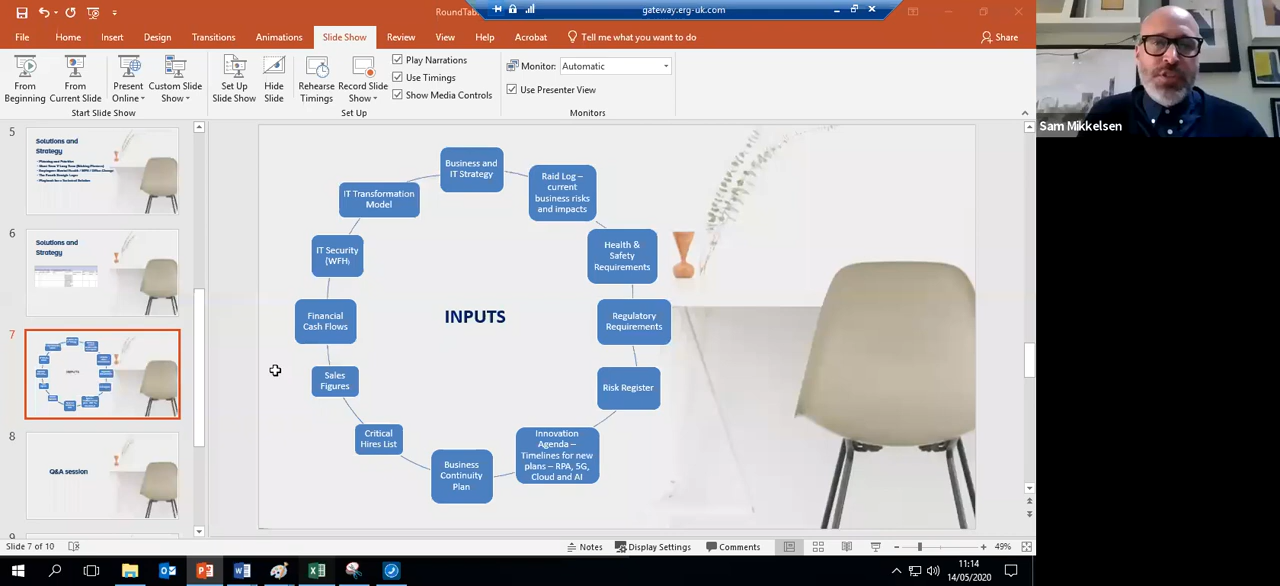 RoundTab
gateway.erg-uk.com
File Home Insert Design Transitions Animations Slide Show Review View Help Acrobat Tell me what you want to do Share
From Beginning
From Current Slide
Present Online
Custom Slide Show
Start Slide Show
Set Up Slide Show
Hide Slide
Rehearse Timings
Record Slide Show
Play Narrations
Use Timings
Show Media Controls
Set Up
Monitor: Automatic
Use Presenter View
Monitors
Sam Mikkelsen
5
Solutions and
Strategy
6
Solutions and
Strategy
7
INPUTS
8
Q&A session
9
Business and
IT Strategy
Raid Log –
current
business risks
and impacts
Health &
Safety
Requirements
Regulatory
Requirements
Risk Register
Innovation
Agenda –
Timelines for new
plans – RPA, 5G,
Cloud and AI
Business
Continuity
Plan
Critical
Hires List
Sales
Figures
Financial
Cash Flows
IT Security
(WFH)
IT Transformation
Model
INPUTS
Slide 7 of 10
Notes Display Settings Comments 49%
11:14
14/05/2020